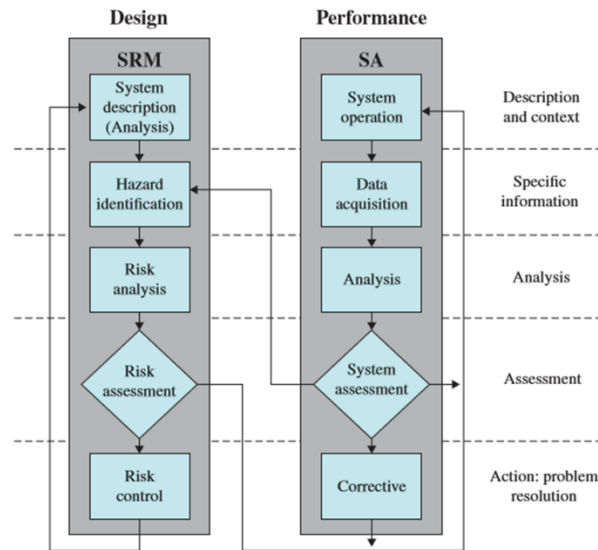 Design
Performance
SRM
SA
System
description
(Analysis)
System
operation
Description
and context
Hazard
identification
Data
acquisition
Specific
information
Risk
analysis
Analysis
Analysis
Risk
assessment
System
assessment
Assessment
Risk
control
Corrective
Action: problem
resolution